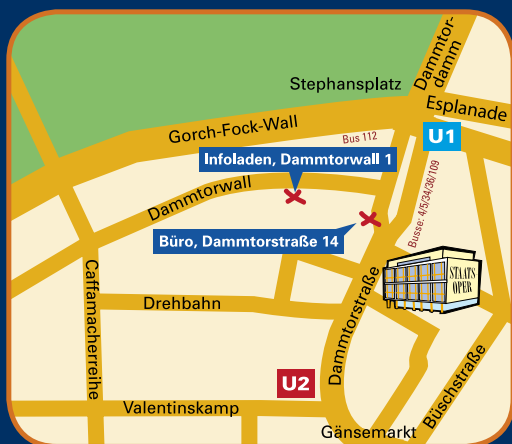 Dammtor-
damm
Stephansplatz
Esplanade
Gorch-Fock-Wall
Bus 112
U1
Infoladen, Dammtorwall 1
Dammtorwall
Busse: 4/5/34/36/109
Büro, Dammtorstraße 14
STAATS
OPER
Caffamacherreihe
Drehbahn
Dammtorstraße
U2
Valentinskamp
Büschstraße
Gänsemarkt